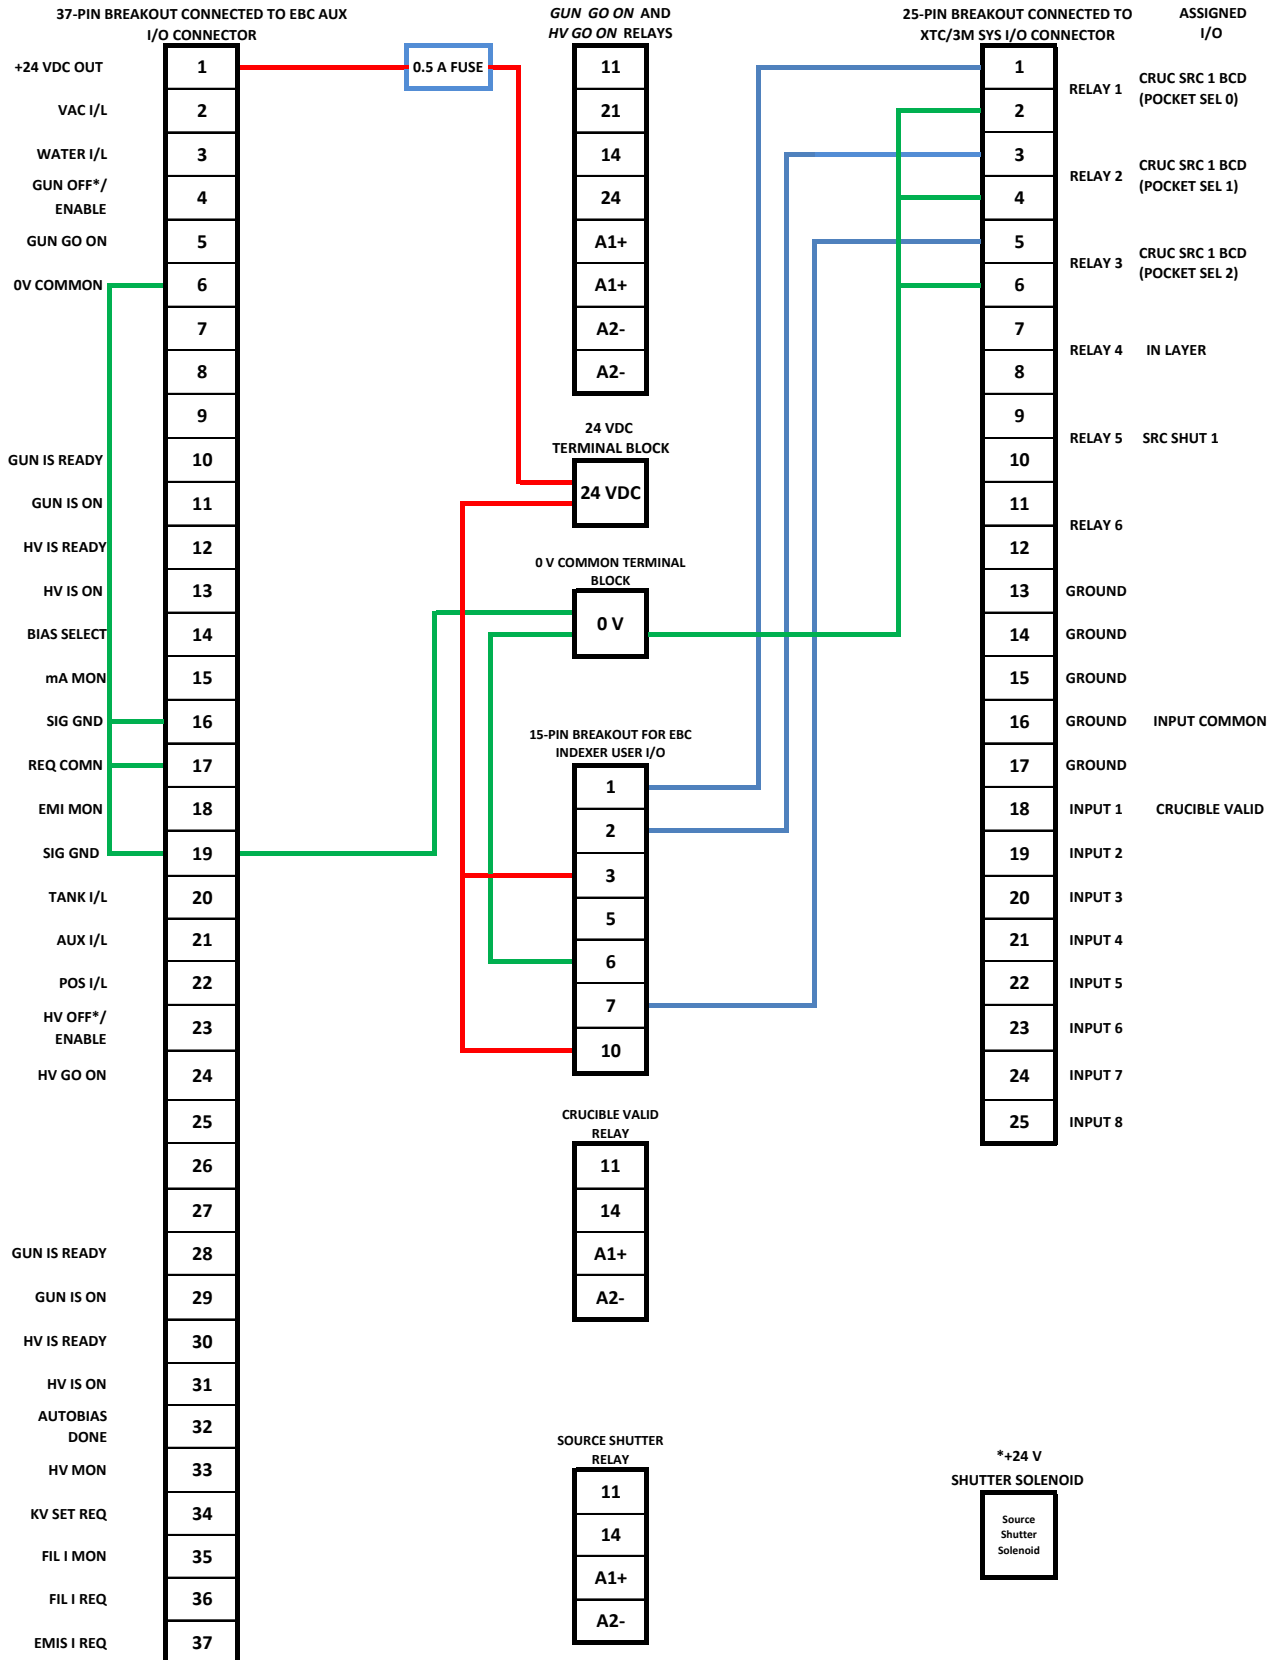 37-PIN BREAKOUT CONNECTED TO EBC AUX
I/O CONNECTOR
+24 VDC OUT
1
VAC I/L
2
WATER I/L
3
GUN OFF*/
ENABLE
4
GUN GO ON
5
0V COMMON
6
7
8
9
GUN IS READY
10
GUN IS ON
11
HV IS READY
12
HV IS ON
13
BIAS SELECT
14
mA MON
15
SIG GND
16
REQ COMN
17
EMI MON
18
SIG GND
19
TANK I/L
20
AUX I/L
21
POS I/L
22
HV OFF*/
ENABLE
23
HV GO ON
24
25
26
27
GUN IS READY
28
GUN IS ON
29
HV IS READY
30
HV IS ON
31
AUTOBIAS
DONE
32
HV MON
33
KV SET REQ
34
FIL I MON
35
FIL I REQ
36
EMIS I REQ
37
0.5 A FUSE
GUN GO ON AND
HV GO ON RELAYS
11
21
14
24
A1+
A1+
A2-
A2-
24 VDC
TERMINAL BLOCK
24 VDC
0 V COMMON TERMINAL
BLOCK
0 V
15-PIN BREAKOUT FOR EBC
INDEXER USER I/O
1
2
3
5
6
7
10
CRUCIBLE VALID
RELAY
11
14
A1+
A2-
SOURCE SHUTTER
RELAY
11
14
A1+
A2-
25-PIN BREAKOUT CONNECTED TO
XTC/3M SYS I/O CONNECTOR
ASSIGNED
I/O
1
2
RELAY 1
CRUC SRC 1 BCD
(POCKET SEL 0)
3
4
RELAY 2
CRUC SRC 1 BCD
(POCKET SEL 1)
5
6
RELAY 3
CRUC SRC 1 BCD
(POCKET SEL 2)
7
8
RELAY 4
IN LAYER
9
10
RELAY 5
SRC SHUT 1
11
12
RELAY 6
13
GROUND
14
GROUND
15
GROUND
16
GROUND
INPUT COMMON
17
GROUND
18
INPUT 1
CRUCIBLE VALID
19
INPUT 2
20
INPUT 3
21
INPUT 4
22
INPUT 5
23
INPUT 6
24
INPUT 7
25
INPUT 8
*+24 V
SHUTTER SOLENOID
Source
Shutter
Solenoid